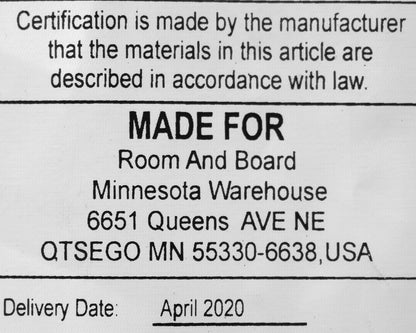 Certification is made by the manufacturer
that the materials in this article are
described in accordance with law.
MADE FOR
Room And Board
Minnesota Warehouse
6651 Queens AVE NE
QTSEGO MN 55330-6638,USA
Delivery Date: April 2020